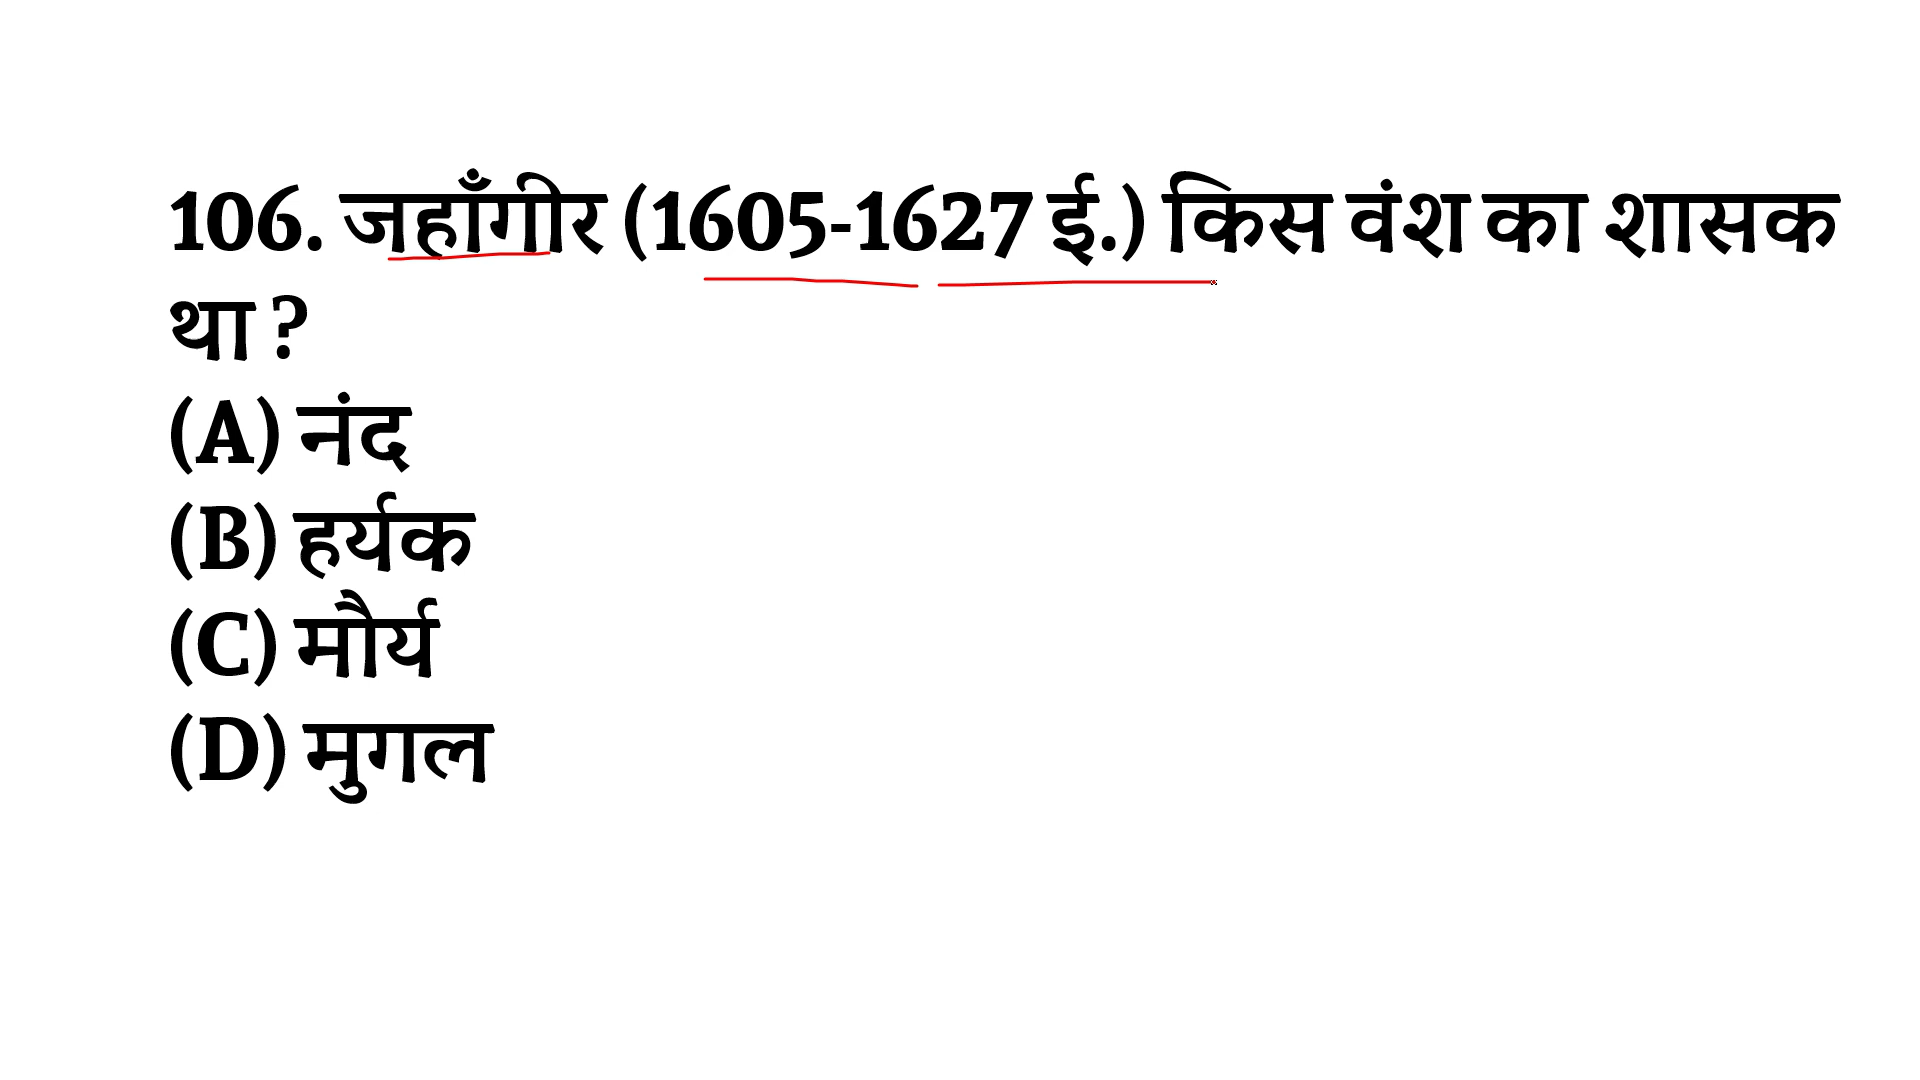 106. जहाँगीर (1605-1627 ई.) किस वंश का शासक
था ?
(A) नंद
(B) हर्यक
(C) मौर्य
(D) मुगल